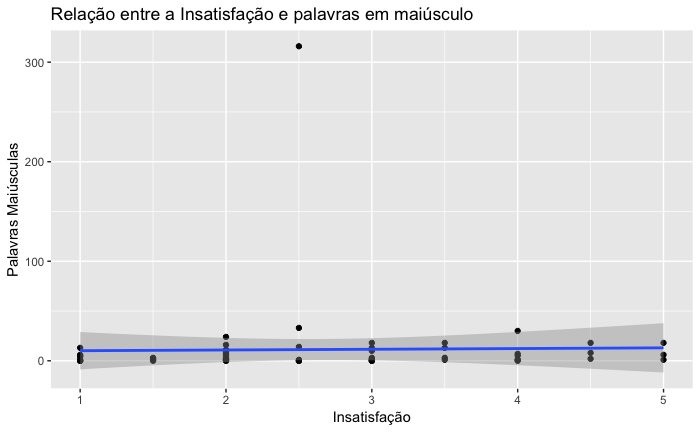 Relação entre a Insatisfação e palavras em maiúsculo
Palavras Maiúsculas
300
200
100
0
1 2 3 4 5
Insatisfação